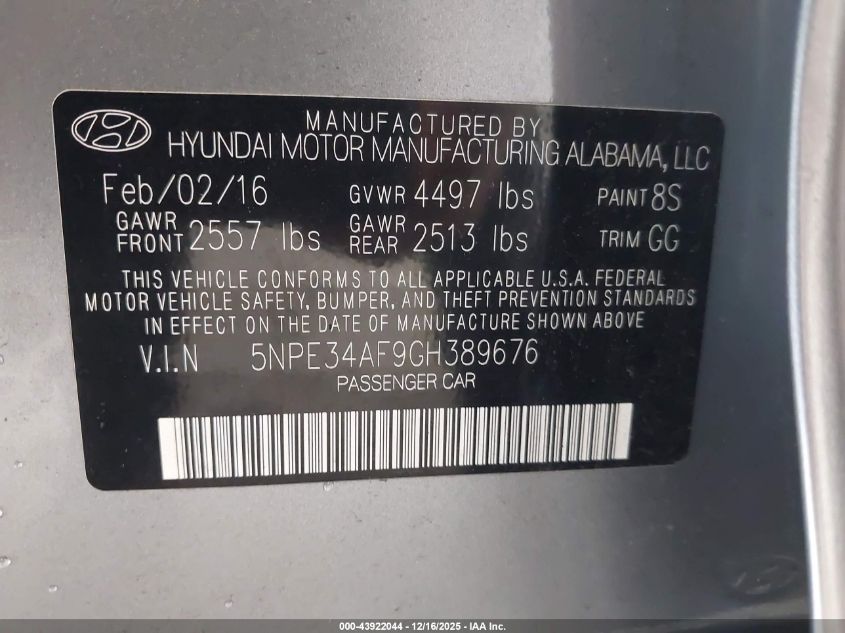 MANUFACTURED BY
HYUNDAI MOTOR MANUFACTURING ALABAMA, LLC
Feb/02/16 GVWR 4497 lbs PAINT 8S
GAWR FRONT 2557 lbs GAWR REAR 2513 lbs TRIM GG
THIS VEHICLE CONFORMS TO ALL APPLICABLE U.S.A. FEDERAL
MOTOR VEHICLE SAFETY, BUMPER, AND THEFT PREVENTION STANDARDS
IN EFFECT ON THE DATE OF MANUFACTURE SHOWN ABOVE
V.I.N 5NPE34AF9GH389676
PASSENGER CAR
000-43922044 - 12/16/2025 - IAA Inc.